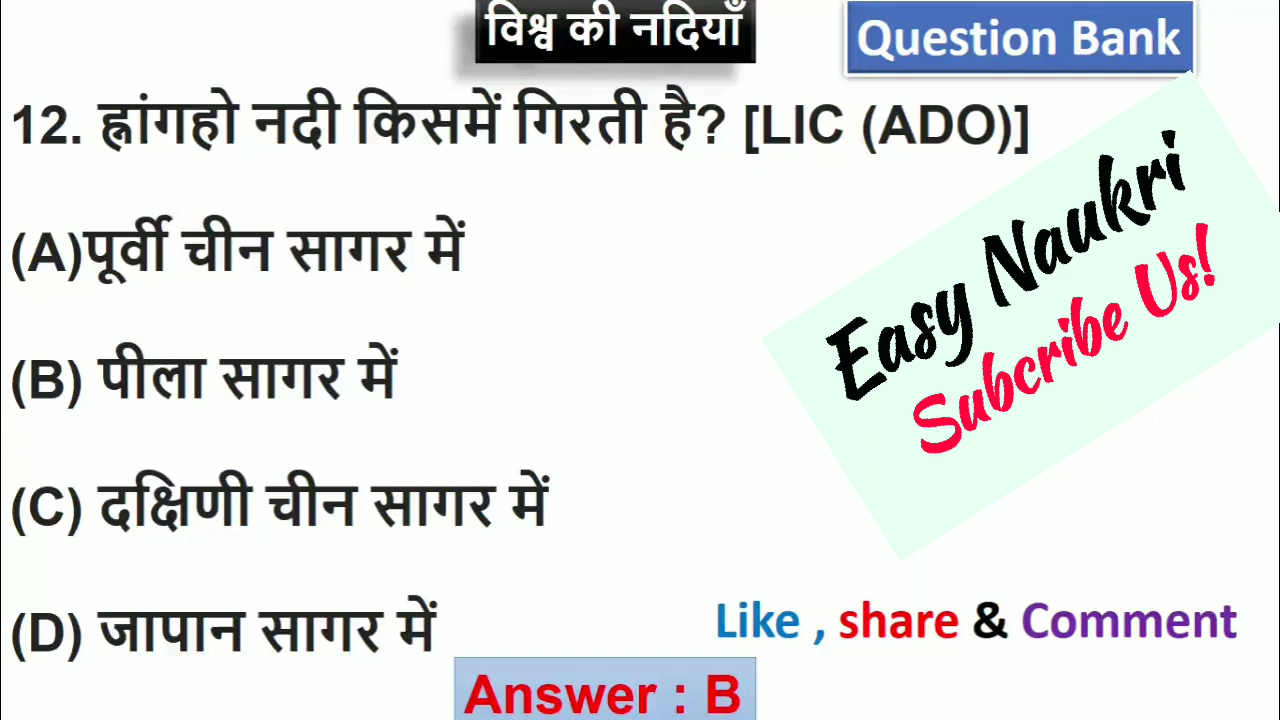 विश्व की नदियाँ
Question Bank
12. ह्वांगहो नदी किसमें गिरती है? [LIC (ADO)]
(A)पूर्वी चीन सागर में
(B) पीला सागर में
(C) दक्षिणी चीन सागर में
(D) जापान सागर में
Easy Naukri
Subcribe Us!
Like , share & Comment
Answer : B